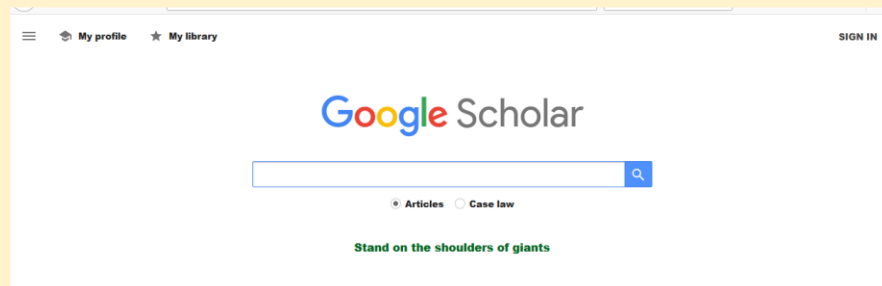 My profile My library SIGN IN
Google Scholar
Articles Case law
Stand on the shoulders of giants